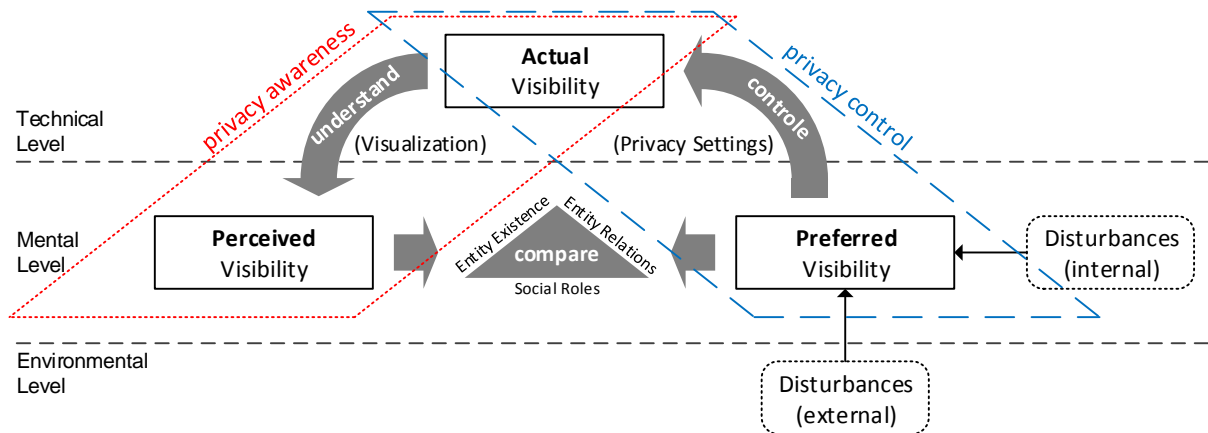 privacy awareness
Actual
Visibility
privacy control
understand
controle
Technical
Level
(Visualization)
(Privacy Settings)
Mental
Level
Perceived
Visibility
Entity Existence
Entity Relations
compare
Social Roles
Preferred
Visibility
Disturbances
(internal)
Environmental
Level
Disturbances
(external)